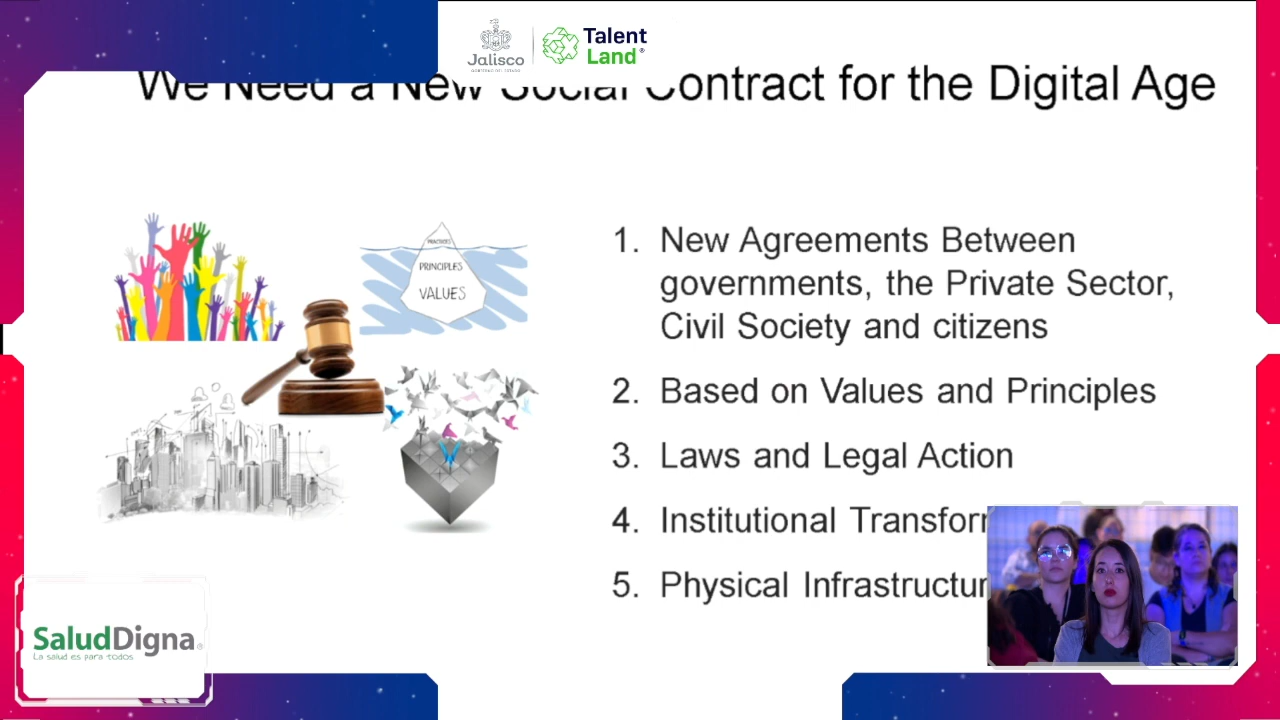 Jalisco
Talent
Land
We Need a New Social Contract for the Digital Age
PRINCIPLES
VALUES
1. New Agreements Between
governments, the Private Sector,
Civil Society and citizens
2. Based on Values and Principles
3. Laws and Legal Action
4. Institutional Transfor
5. Physical Infrastructur
SaludDigna
La salud es para todos.